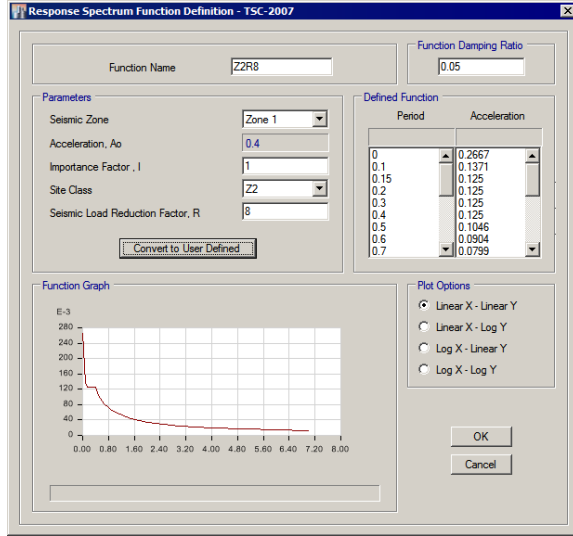 Response Spectrum Function Definition - TSC-2007
Function Name Z2R8
Function Damping Ratio
0.05
Parameters
Seismic Zone Zone 1
Acceleration, Ao 0.4
Importance Factor , I 1
Site Class Z2
Seismic Load Reduction Factor, R 8
Convert to User Defined
Defined Function
Period Acceleration
0 0.2667
0.1 0.1371
0.15 0.125
0.2 0.125
0.3 0.125
0.4 0.125
0.5 0.1046
0.6 0.0904
0.7 0.0799
Function Graph
E-3
280
240
200
160
120
80
40
0
0.00 0.80 1.60 2.40 3.20 4.00 4.80 5.60 6.40 7.20 8.00
Plot Options
Linear X - Linear Y
Linear X - Log Y
Log X - Linear Y
Log X - Log Y
OK
Cancel